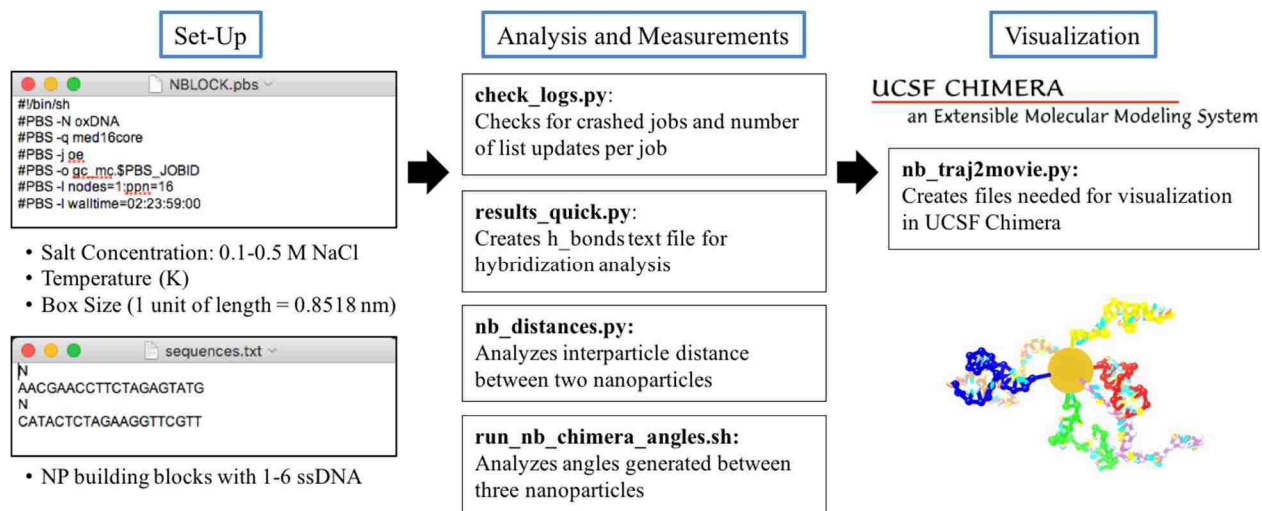 Set-Up
NBLOCK.pbs
#!/bin/sh
#PBS -N oxDNA
#PBS -q med16core
#PBS -j oe
#PBS -o gc_mc.$PBS_JOBID
#PBS -l nodes=1:ppn=16
#PBS -l walltime=02:23:59:00
• Salt Concentration: 0.1-0.5 M NaCl
• Temperature (K)
• Box Size (1 unit of length = 0.8518 nm)
sequences.txt
N
AACGAACCTTCTAGAGTATG
N
CATACTCTAGAAGGTTCGTT
• NP building blocks with 1-6 ssDNA
Analysis and Measurements
check_logs.py:
Checks for crashed jobs and number
of list updates per job
results_quick.py:
Creates h_bonds text file for
hybridization analysis
nb_distances.py:
Analyzes interparticle distance
between two nanoparticles
run_nb_chimera_angles.sh:
Analyzes angles generated between
three nanoparticles
Visualization
UCSF CHIMERA
an Extensible Molecular Modeling System
nb_traj2movie.py:
Creates files needed for visualization
in UCSF Chimera